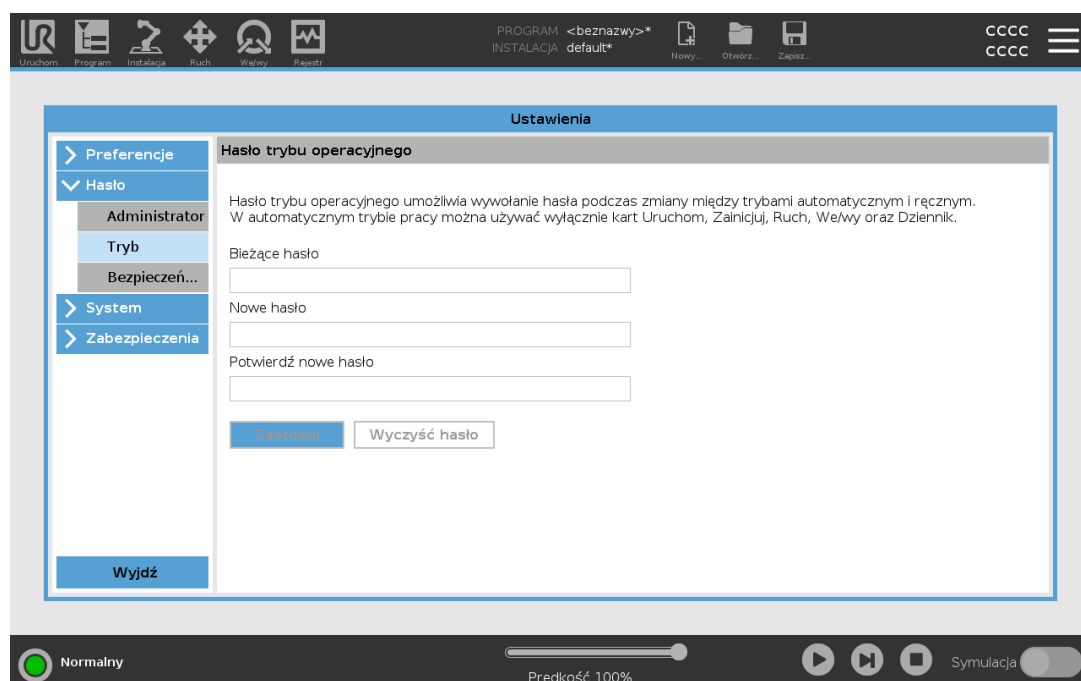 PROGRAM <beznazwy>*
INSTALACJA default*
cccc
cccc
UR
Uruchom Program Instalacja Ruch We/wy Rejestr
Nowy... Otwórz... Zapisz...
Ustawienia
Preferencje
Hasło
Administrator
Tryb
Bezpieczeń...
System
Zabezpieczenia
Wyjdź
Hasło trybu operacyjnego
Hasło trybu operacyjnego umożliwia wywołanie hasła podczas zmiany między trybami automatycznym i ręcznym.
W automatycznym trybie pracy można używać wyłącznie kart Uruchom, Zainicjuj, Ruch, We/wy oraz Dziennik.
Bieżące hasło
Nowe hasło
Potwierdź nowe hasło
Zastosuj Wyczyść hasło
Normalny
Prędkość 100%
Symulacja